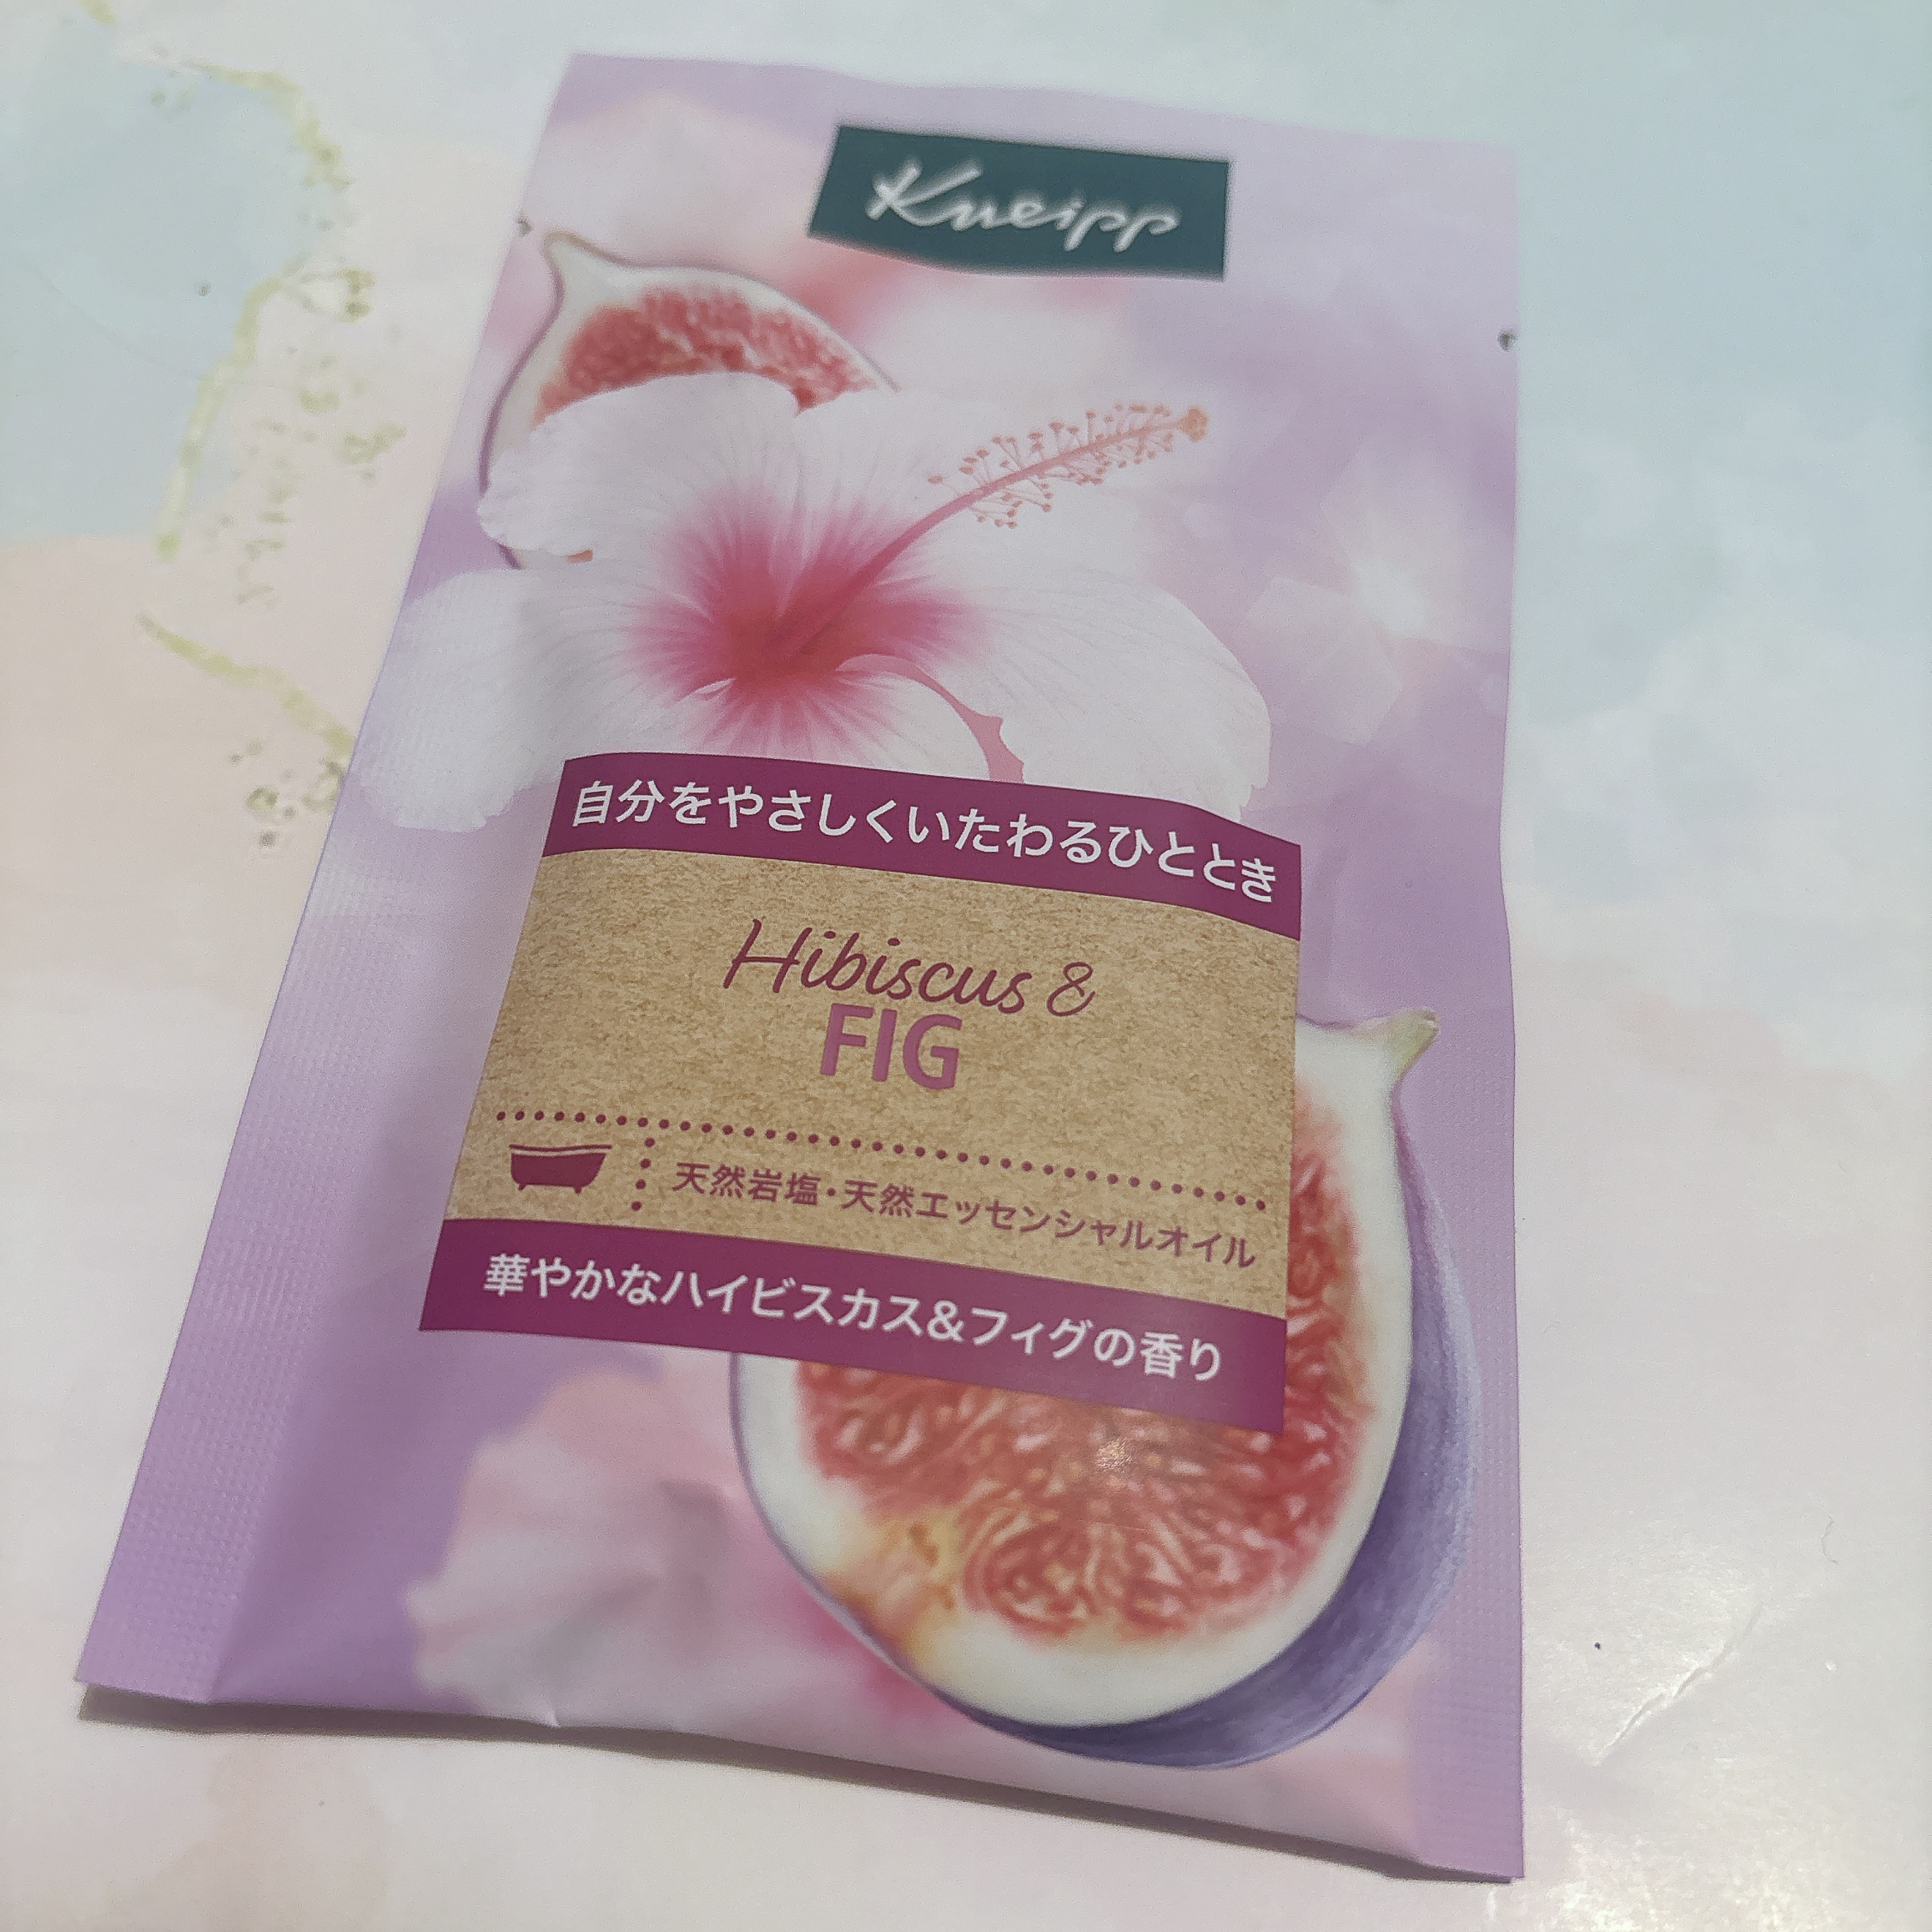 Kneipp
自分をやさしくいたわるひととき
Hibiscus &
FIG
天然岩塩・天然エッセンシャルオイル
華やかなハイビスカス&フィグの香り